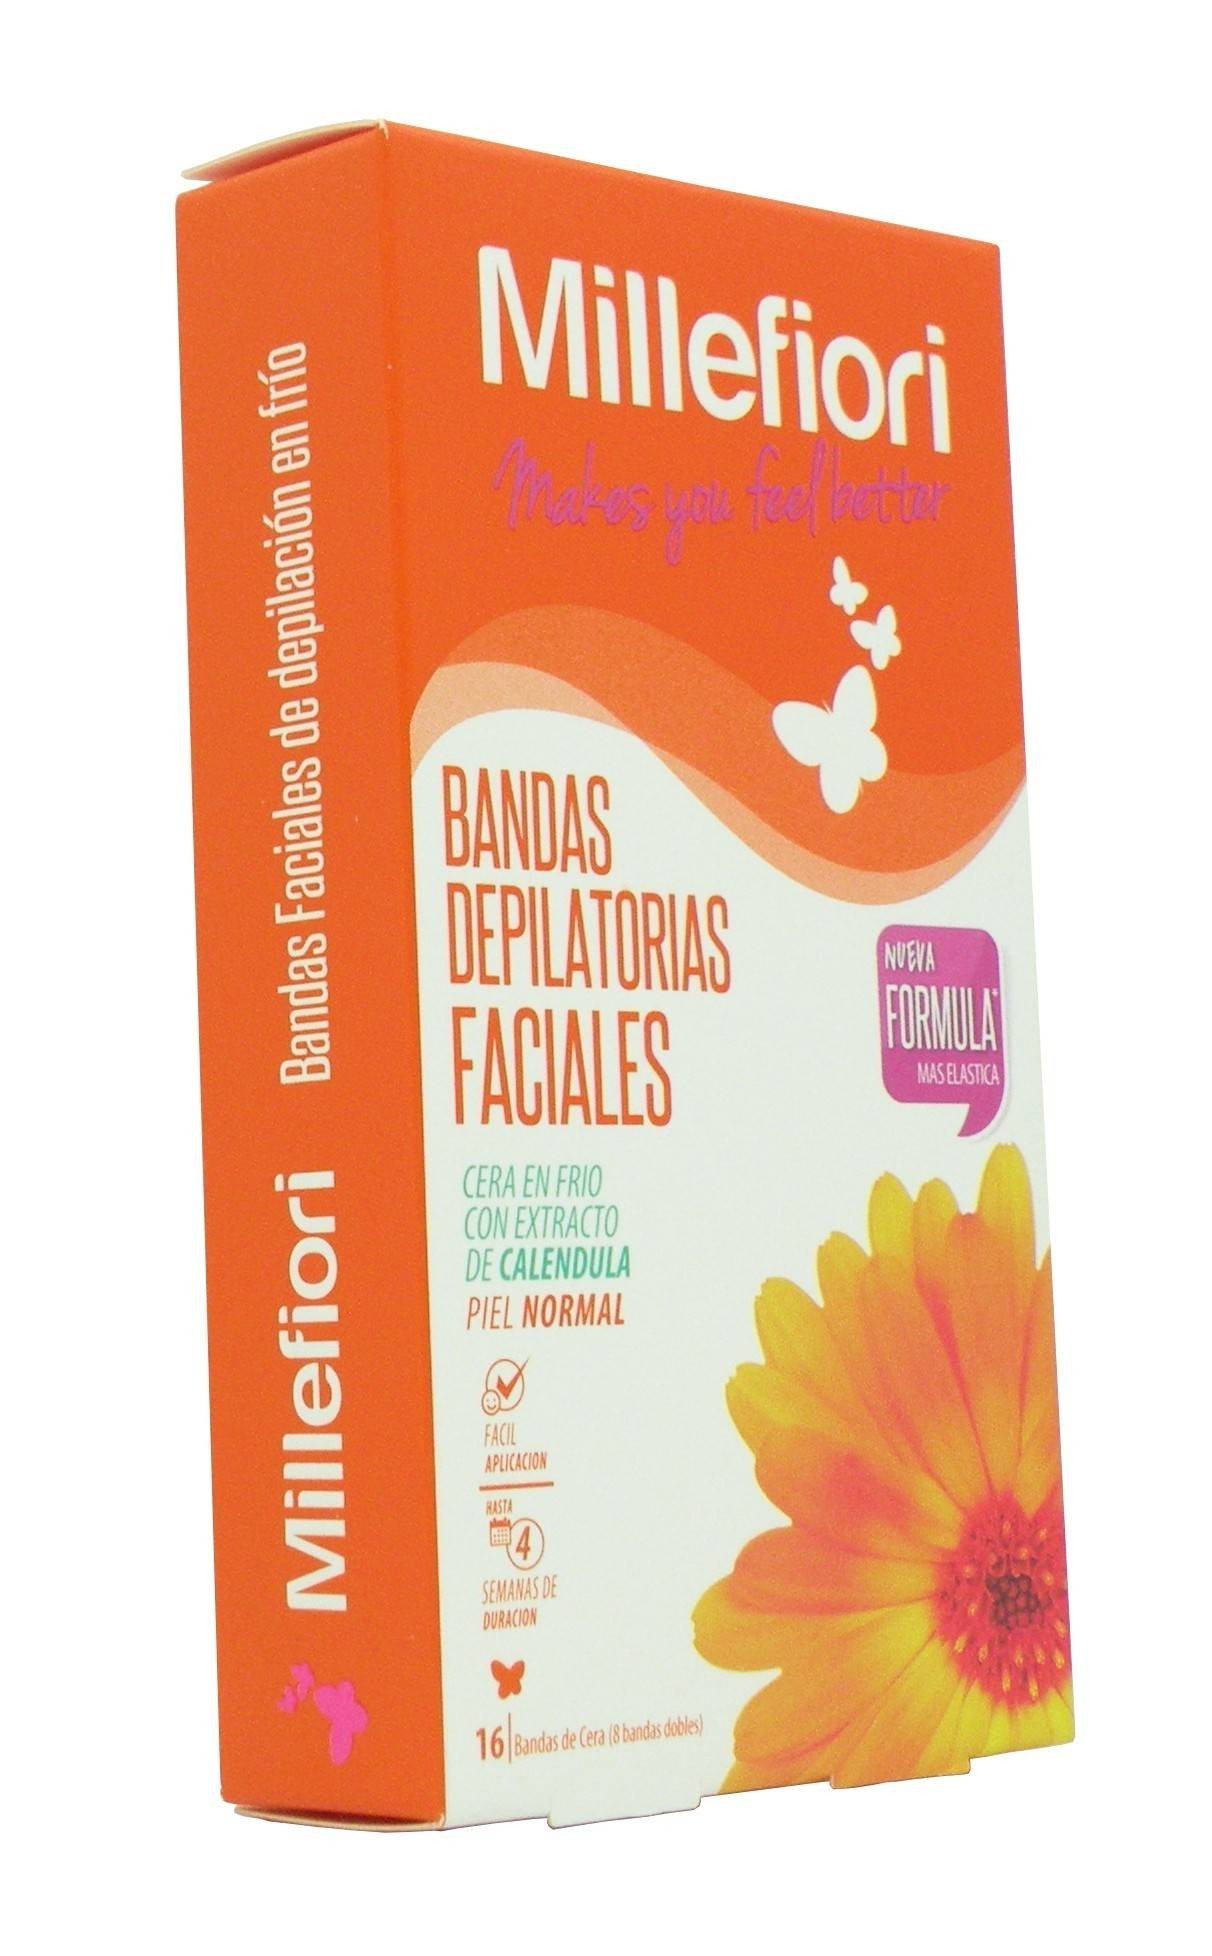 Millefiori
Makes you feel better
BANDAS
DEPILATORIAS
FACIALES
NUEVA
FORMULA*
MAS ELASTICA
CERA EN FRIO
CON EXTRACTO
DE CALENDULA
PIEL NORMAL
FACIL
APLICACION
HASTA
4
SEMANAS DE
DURACION
16 Bandas de Cera (8 bandas dobles)
Millefiori Bandas Faciales de depilación en frío